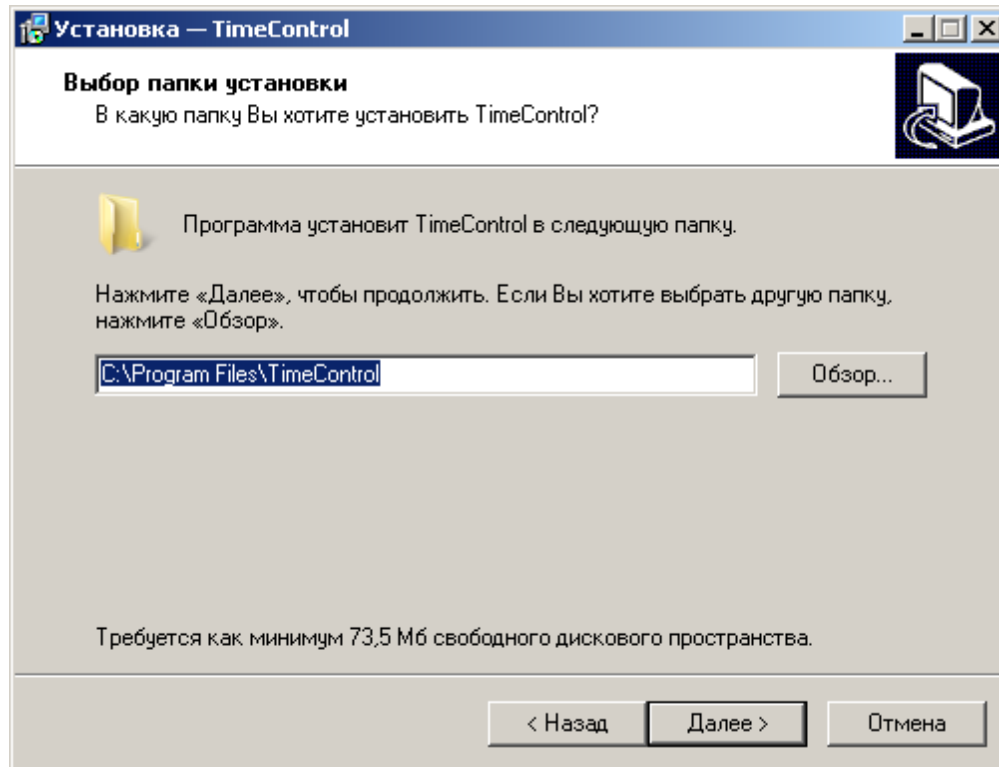 Установка — TimeControl
Выбор папки установки
В какую папку Вы хотите установить TimeControl?
Программа установит TimeControl в следующую папку.
Нажмите «Далее», чтобы продолжить. Если Вы хотите выбрать другую папку,
нажмите «Обзор».
C:\Program Files\TimeControl
Обзор...
Требуется как минимум 73,5 Мб свободного дискового пространства.
< Назад
Далее >
Отмена